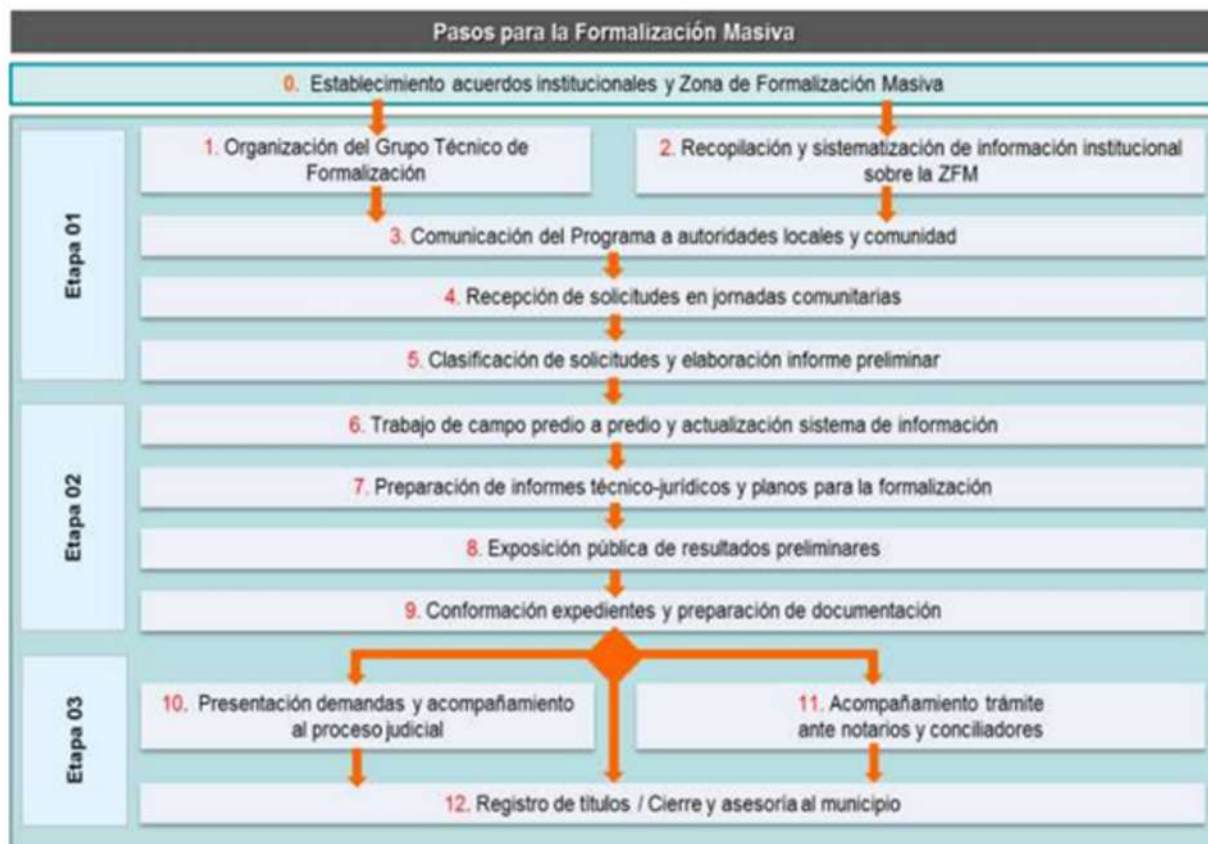 Pasos para la Formalización Masiva
0. Establecimiento acuerdos institucionales y Zona de Formalización Masiva
Etapa 01
1. Organización del Grupo Técnico de
Formalización
2. Recopilación y sistematización de información institucional
sobre la ZFM
3. Comunicación del Programa a autoridades locales y comunidad
4. Recepción de solicitudes en jornadas comunitarias
5. Clasificación de solicitudes y elaboración informe preliminar
Etapa 02
6. Trabajo de campo predio a predio y actualización sistema de información
7. Preparación de informes técnico-jurídicos y planos para la formalización
8. Exposición pública de resultados preliminares
9. Conformación expedientes y preparación de documentación
Etapa 03
10. Presentación demandas y acompañamiento
al proceso judicial
11. Acompañamiento trámite
ante notarios y conciliadores
12. Registro de títulos / Cierre y asesoría al municipio